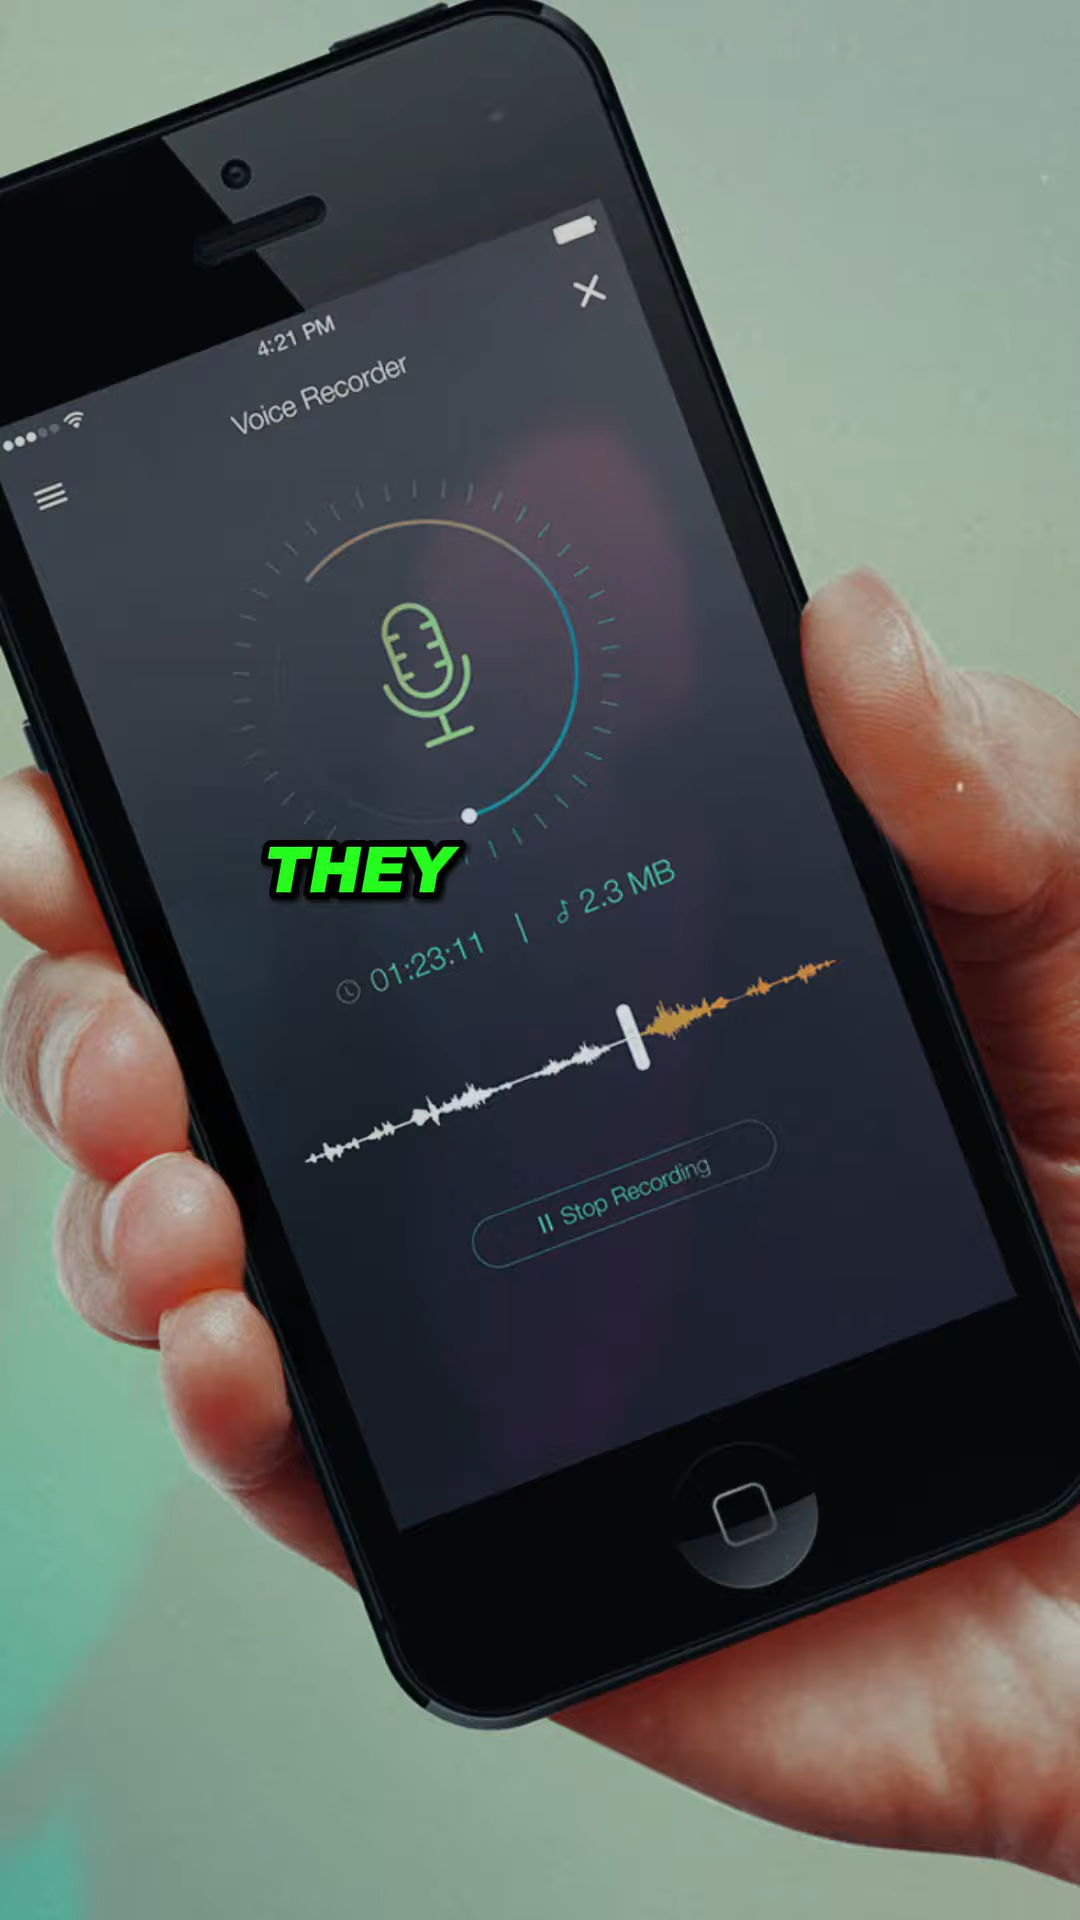 4:21 PM
Voice Recorder
THEY
01:23:11 | 2.3 MB
Stop Recording